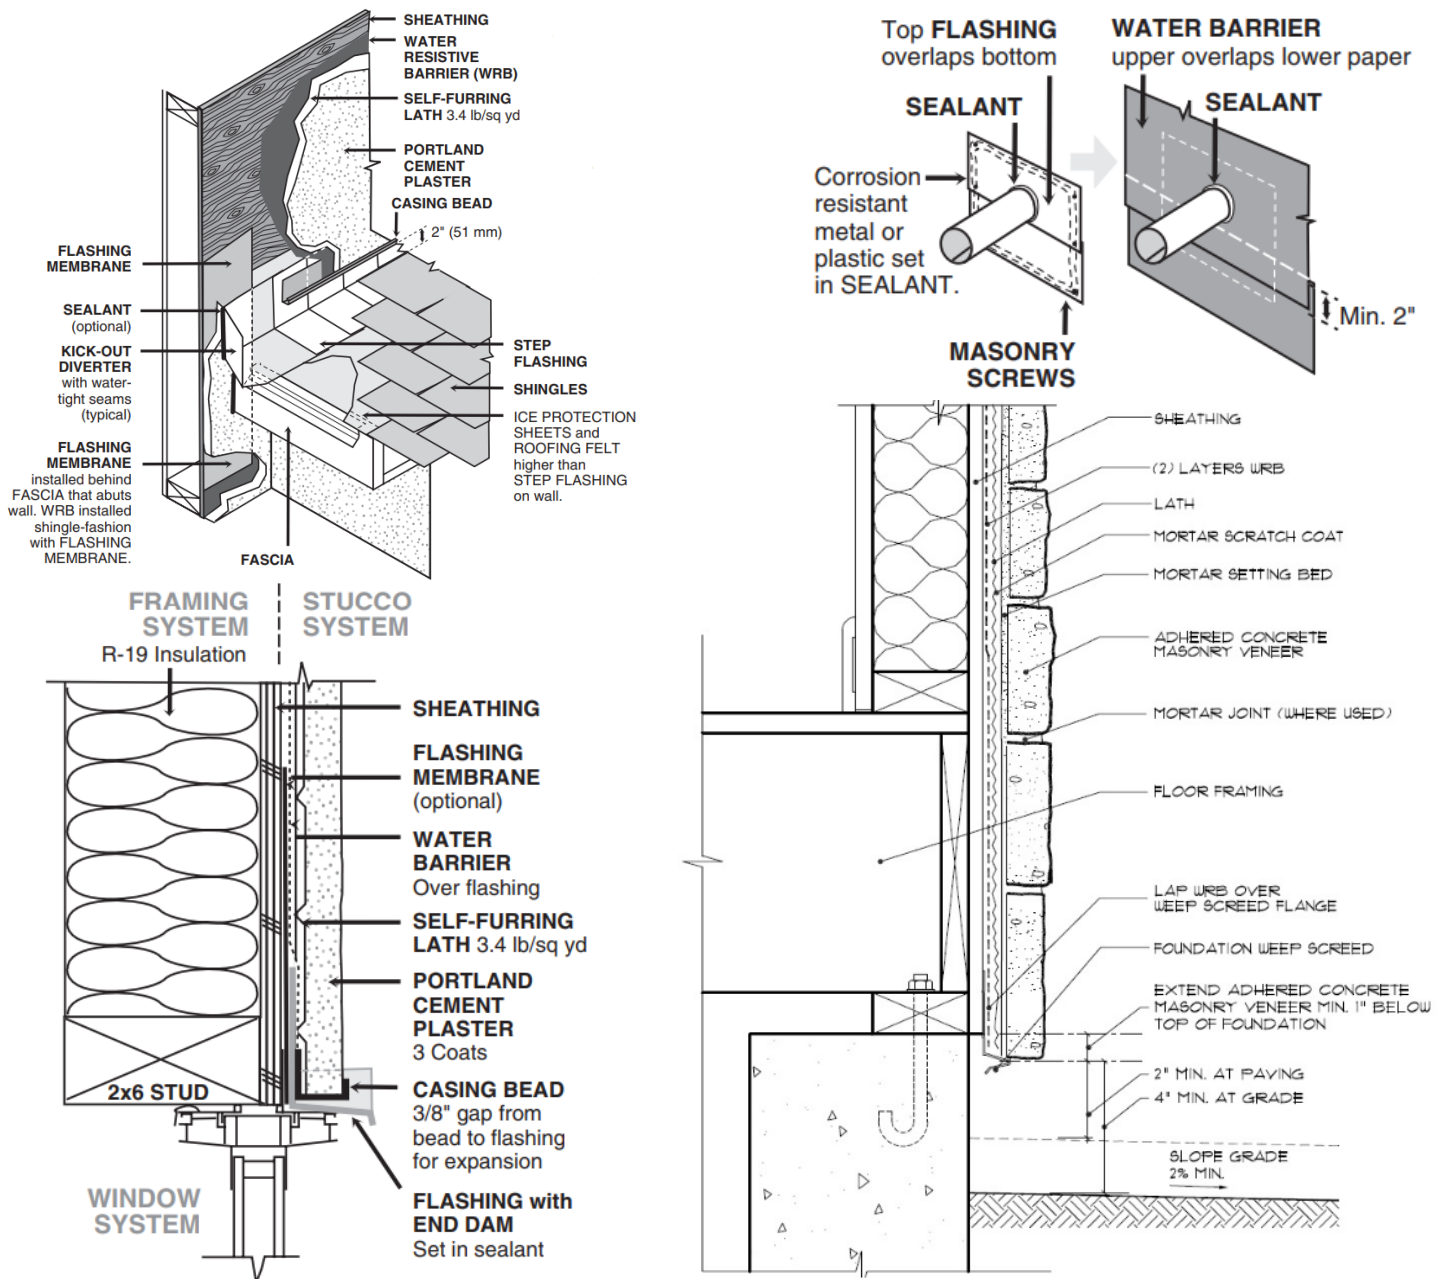 SHEATHING
WATER
RESISTIVE
BARRIER (WRB)
SELF-FURRING
LATH 3.4 lb/sq yd
PORTLAND
CEMENT
PLASTER
CASING BEAD
2" (51 mm)
FLASHING
MEMBRANE
SEALANT
(optional)
KICK-OUT
DIVERTER
with water-
tight seams
(typical)
FLASHING
MEMBRANE
installed behind
FASCIA that abuts
wall. WRB installed
shingle-fashion
with FLASHING
MEMBRANE.
STEP
FLASHING
SHINGLES
ICE PROTECTION
SHEETS and
ROOFING FELT
higher than
STEP FLASHING
on wall.
FASCIA
Top FLASHING
overlaps bottom
WATER BARRIER
upper overlaps lower paper
SEALANT
SEALANT
Corrosion
resistant
metal or
plastic set
in SEALANT.
Min. 2"
MASONRY
SCREWS
FRAMING
SYSTEM
STUCCO
SYSTEM
R-19 Insulation
SHEATHING
FLASHING
MEMBRANE
(optional)
WATER
BARRIER
Over flashing
SELF-FURRING
LATH 3.4 lb/sq yd
PORTLAND
CEMENT
PLASTER
3 Coats
CASING BEAD
3/8" gap from
bead to flashing
for expansion
FLASHING with
END DAM
Set in sealant
2x6 STUD
WINDOW
SYSTEM
SHEATHING
(2) LAYERS WRB
LATH
MORTAR SCRATCH COAT
MORTAR SETTING BED
ADHERED CONCRETE
MASONRY VENEER
MORTAR JOINT (WHERE USED)
FLOOR FRAMING
LAP WRB OVER
WEEP SCREED FLANGE
FOUNDATION WEEP SCREED
EXTEND ADHERED CONCRETE
MASONRY VENEER MIN. 1" BELOW
TOP OF FOUNDATION
2" MIN. AT PAVING
4" MIN. AT GRADE
SLOPE GRADE
2% MIN.